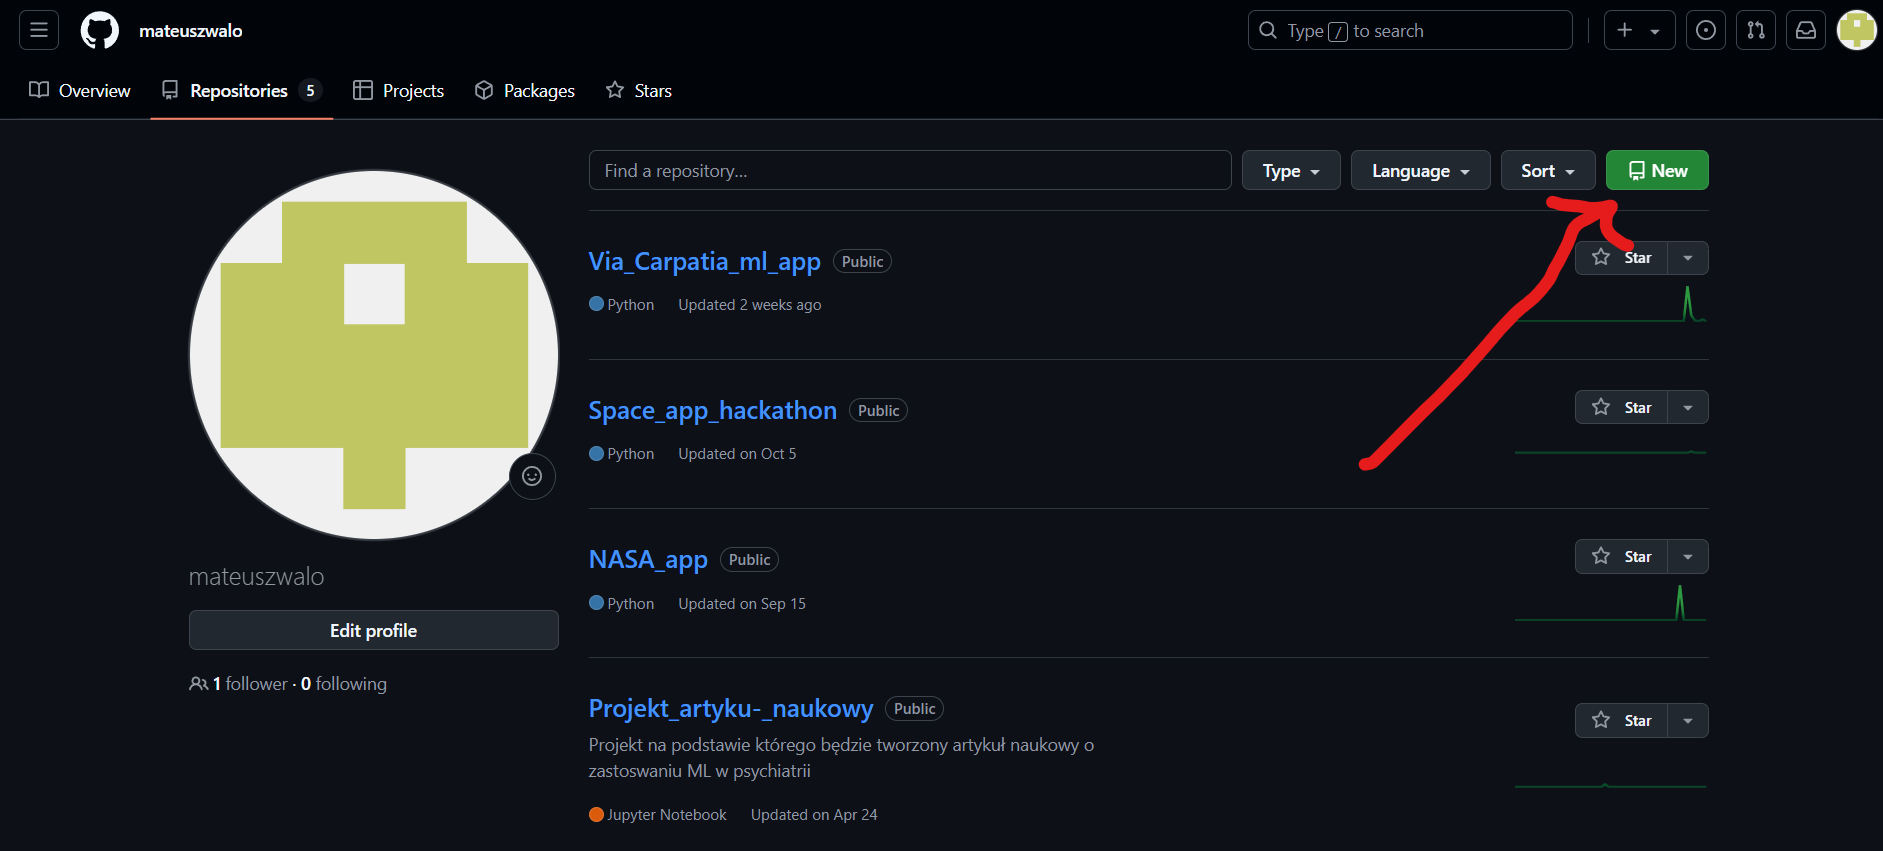 mateuszwalo
Type / to search
Overview Repositories 5 Projects Packages Stars
Find a repository... Type Language Sort New
Via_Carpatia_ml_app Public
Star
Python Updated 2 weeks ago
Space_app_hackathon Public
Star
Python Updated on Oct 5
NASA_app Public
Star
Python Updated on Sep 15
mateuszwalo
Edit profile
1 follower · 0 following
Projekt_artyku-_naukowy Public
Star
Projekt na podstawie którego będzie tworzony artykuł naukowy o
zastoswaniu ML w psychiatrii
Jupyter Notebook Updated on Apr 24